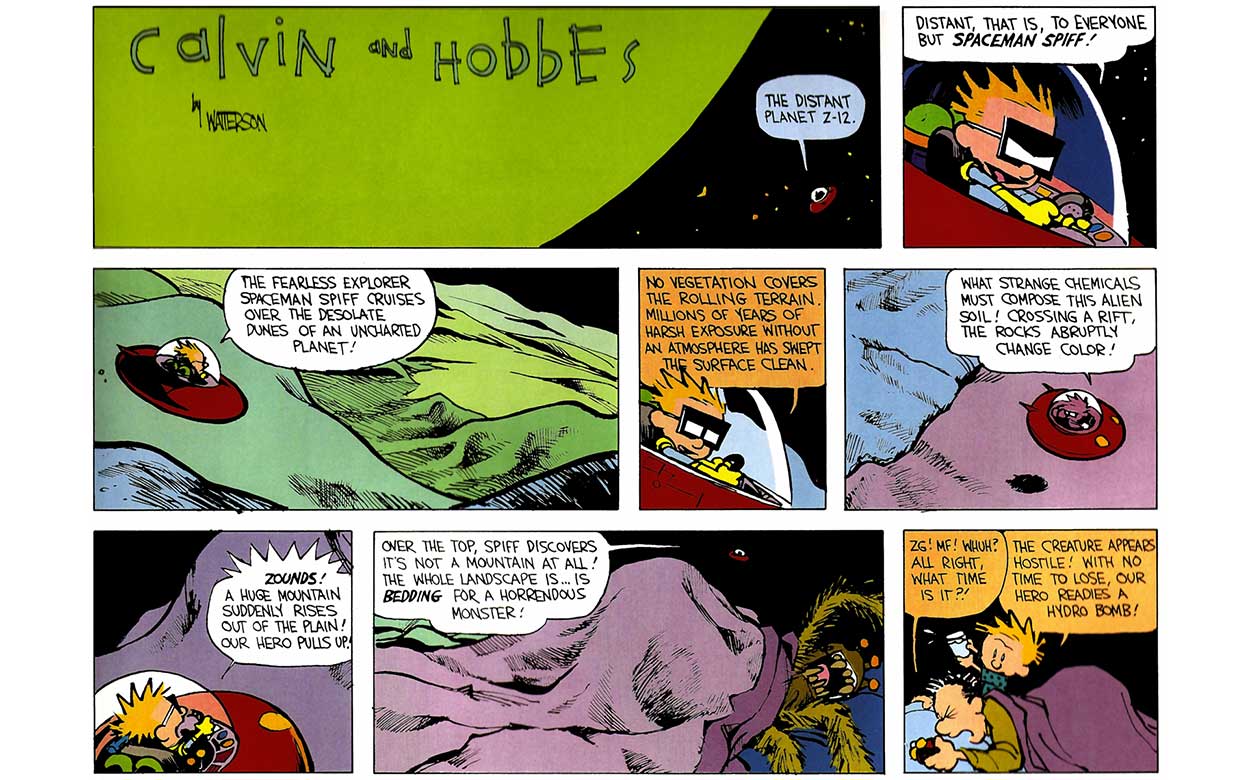 Calvin and HobbEs
by WATTERSON
THE DISTANT
PLANET Z-12.
DISTANT, THAT IS, TO EVERYONE
BUT SPACEMAN SPIFF!
THE FEARLESS EXPLORER
SPACEMAN SPIFF CRUISES
OVER THE DESOLATE
DUNES OF AN UNCHARTED
PLANET!
NO VEGETATION COVERS
THE ROLLING TERRAIN.
MILLIONS OF YEARS OF
HARSH EXPOSURE WITHOUT
AN ATMOSPHERE HAS SWEPT
THE SURFACE CLEAN.
WHAT STRANGE CHEMICALS
MUST COMPOSE THIS ALIEN
SOIL! CROSSING A RIFT,
THE ROCKS ABRUPTLY
CHANGE COLOR!
ZOUNDS!
A HUGE MOUNTAIN
SUDDENLY RISES
OUT OF THE PLAIN!
OUR HERO PULLS UP!
OVER THE TOP, SPIFF DISCOVERS
IT'S NOT A MOUNTAIN AT ALL!
THE WHOLE LANDSCAPE IS... IS
BEDDING FOR A HORRENDOUS
MONSTER!
ZG! MF! WHUH?
ALL RIGHT,
WHAT TIME
IS IT?!
THE CREATURE APPEARS
HOSTILE! WITH NO
TIME TO LOSE, OUR
HERO READIES A
HYDRO BOMB!